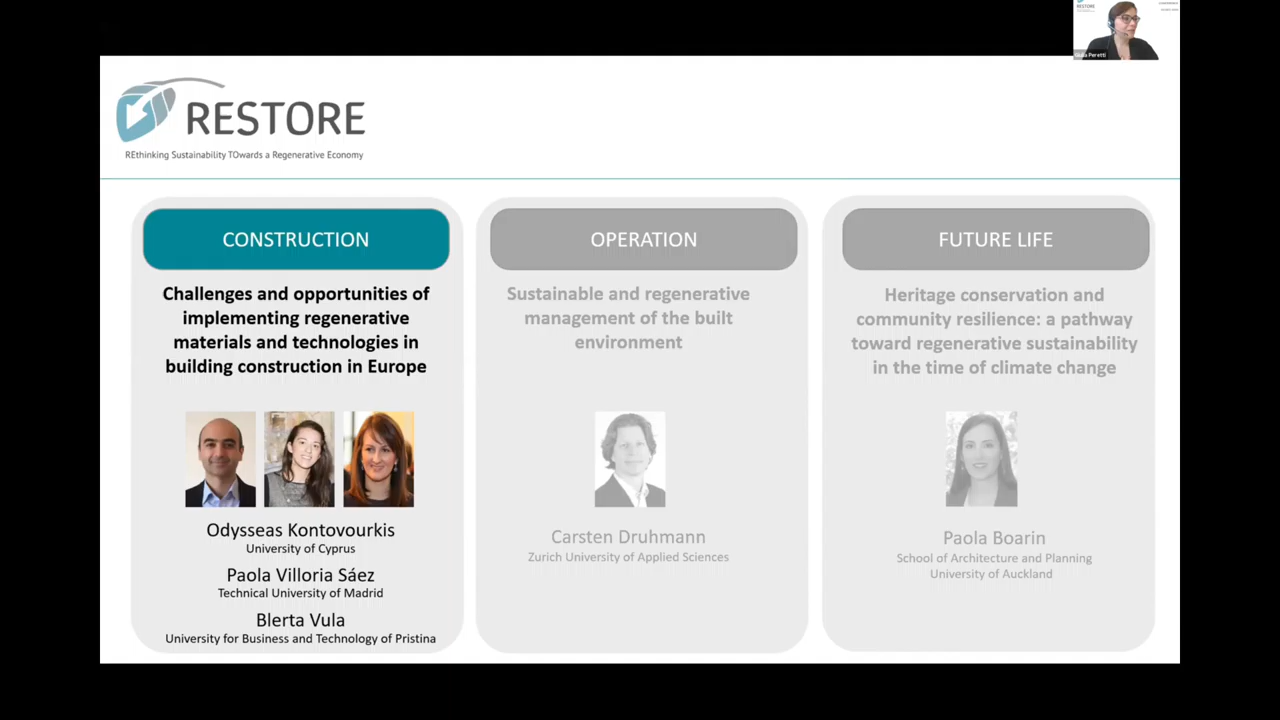 RESTORE
Giulia Peretti
RESTORE
REthinking Sustainability TOwards a Regenerative Economy
CONSTRUCTION
Challenges and opportunities of
implementing regenerative
materials and technologies in
building construction in Europe
Odysseas Kontovourkis
University of Cyprus
Paola Villoria Sáez
Technical University of Madrid
Blerta Vula
University for Business and Technology of Pristina
OPERATION
Sustainable and regenerative
management of the built
environment
Carsten Druhmann
Zurich University of Applied Sciences
FUTURE LIFE
Heritage conservation and
community resilience: a pathway
toward regenerative sustainability
in the time of climate change
Paola Boarin
School of Architecture and Planning
University of Auckland